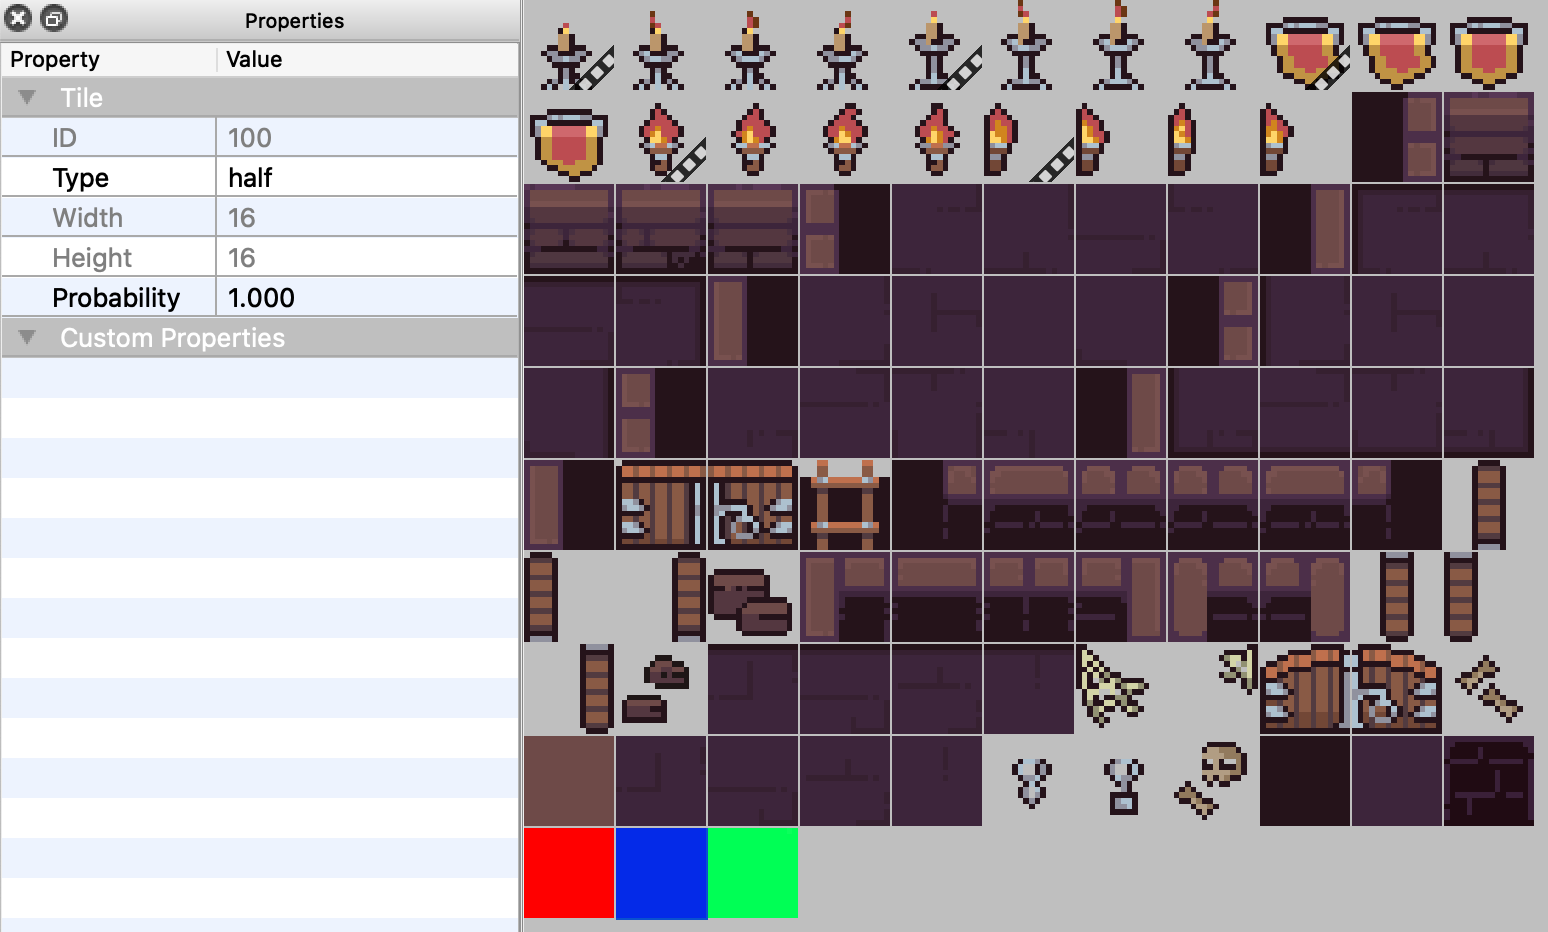 Properties
Property Value
Tile
ID 100
Type half
Width 16
Height 16
Probability 1.000
Custom Properties